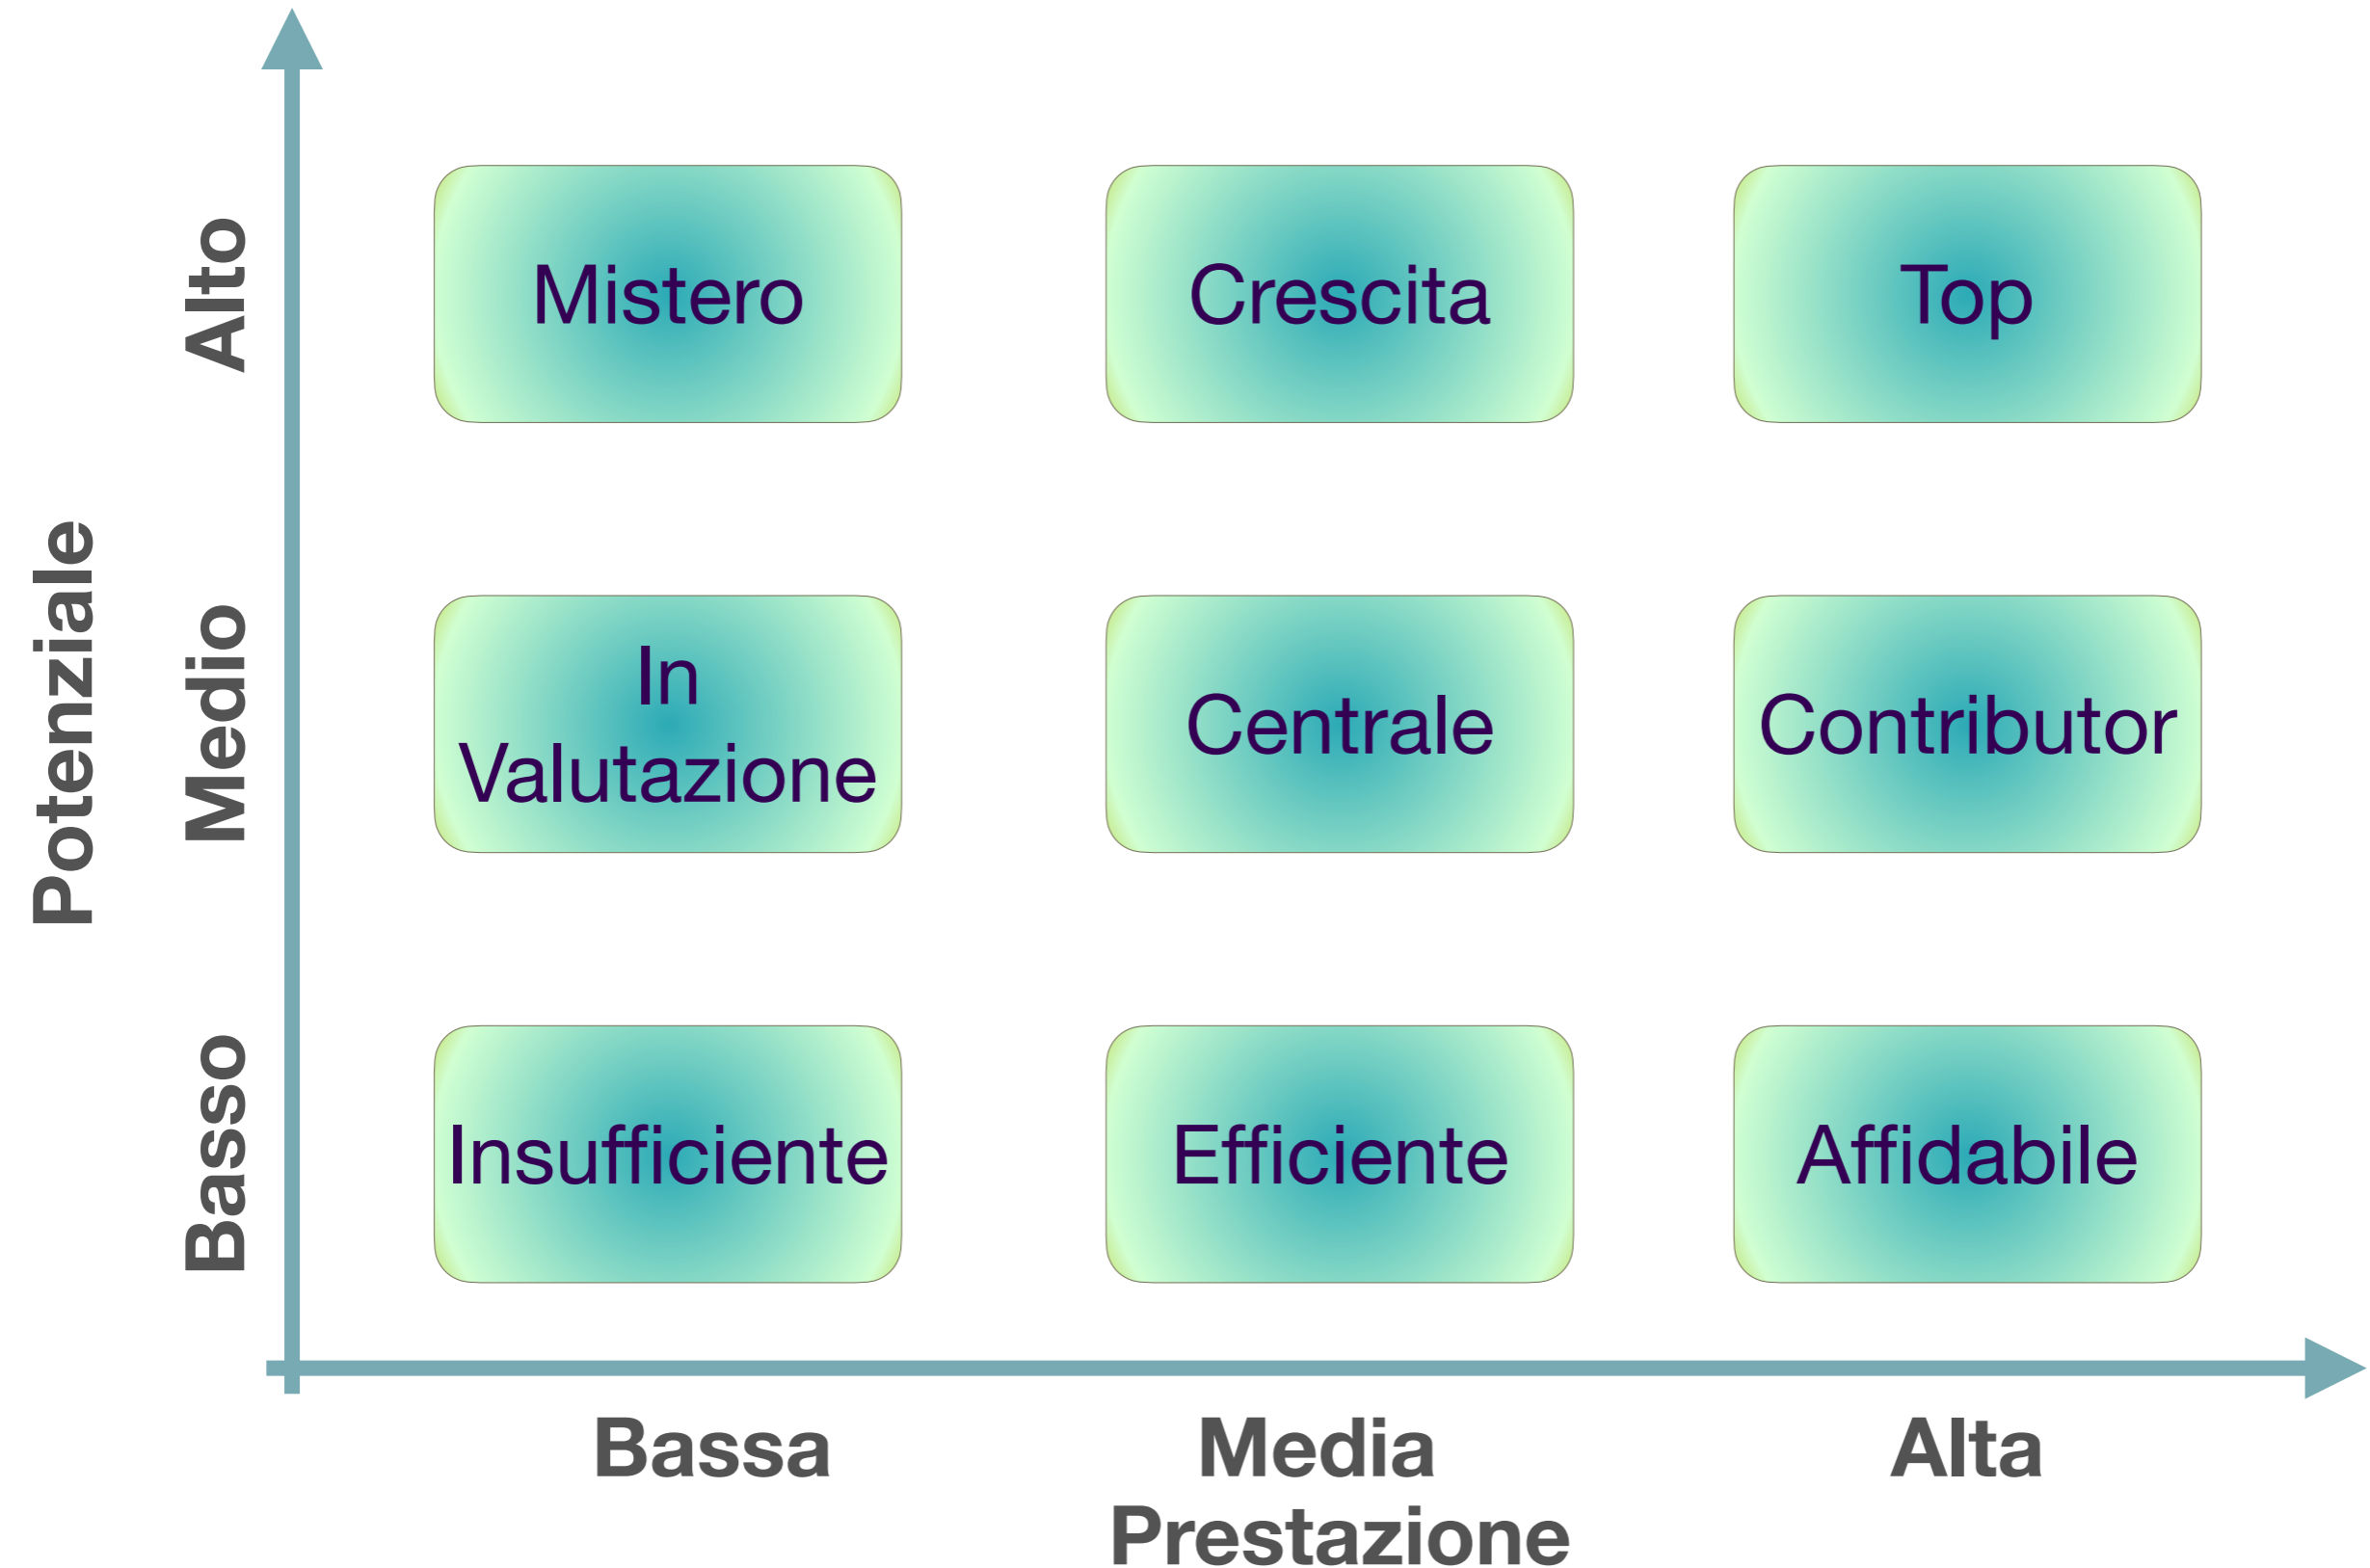 Potenziale
Alto
Mistero
Crescita
Top
Medio
In
Valutazione
Centrale
Contributor
Basso
Insufficiente
Efficiente
Affidabile
Bassa
Media
Alta
Prestazione